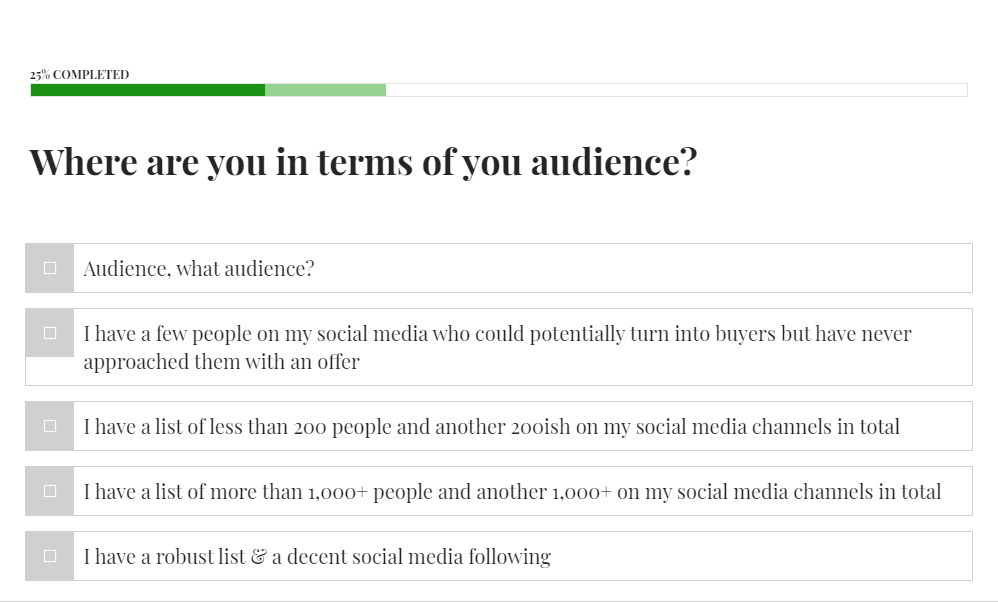 25% COMPLETED
Where are you in terms of you audience?
Audience, what audience?
I have a few people on my social media who could potentially turn into buyers but have never
approached them with an offer
I have a list of less than 200 people and another 200ish on my social media channels in total
I have a list of more than 1,000+ people and another 1,000+ on my social media channels in total
I have a robust list & a decent social media following